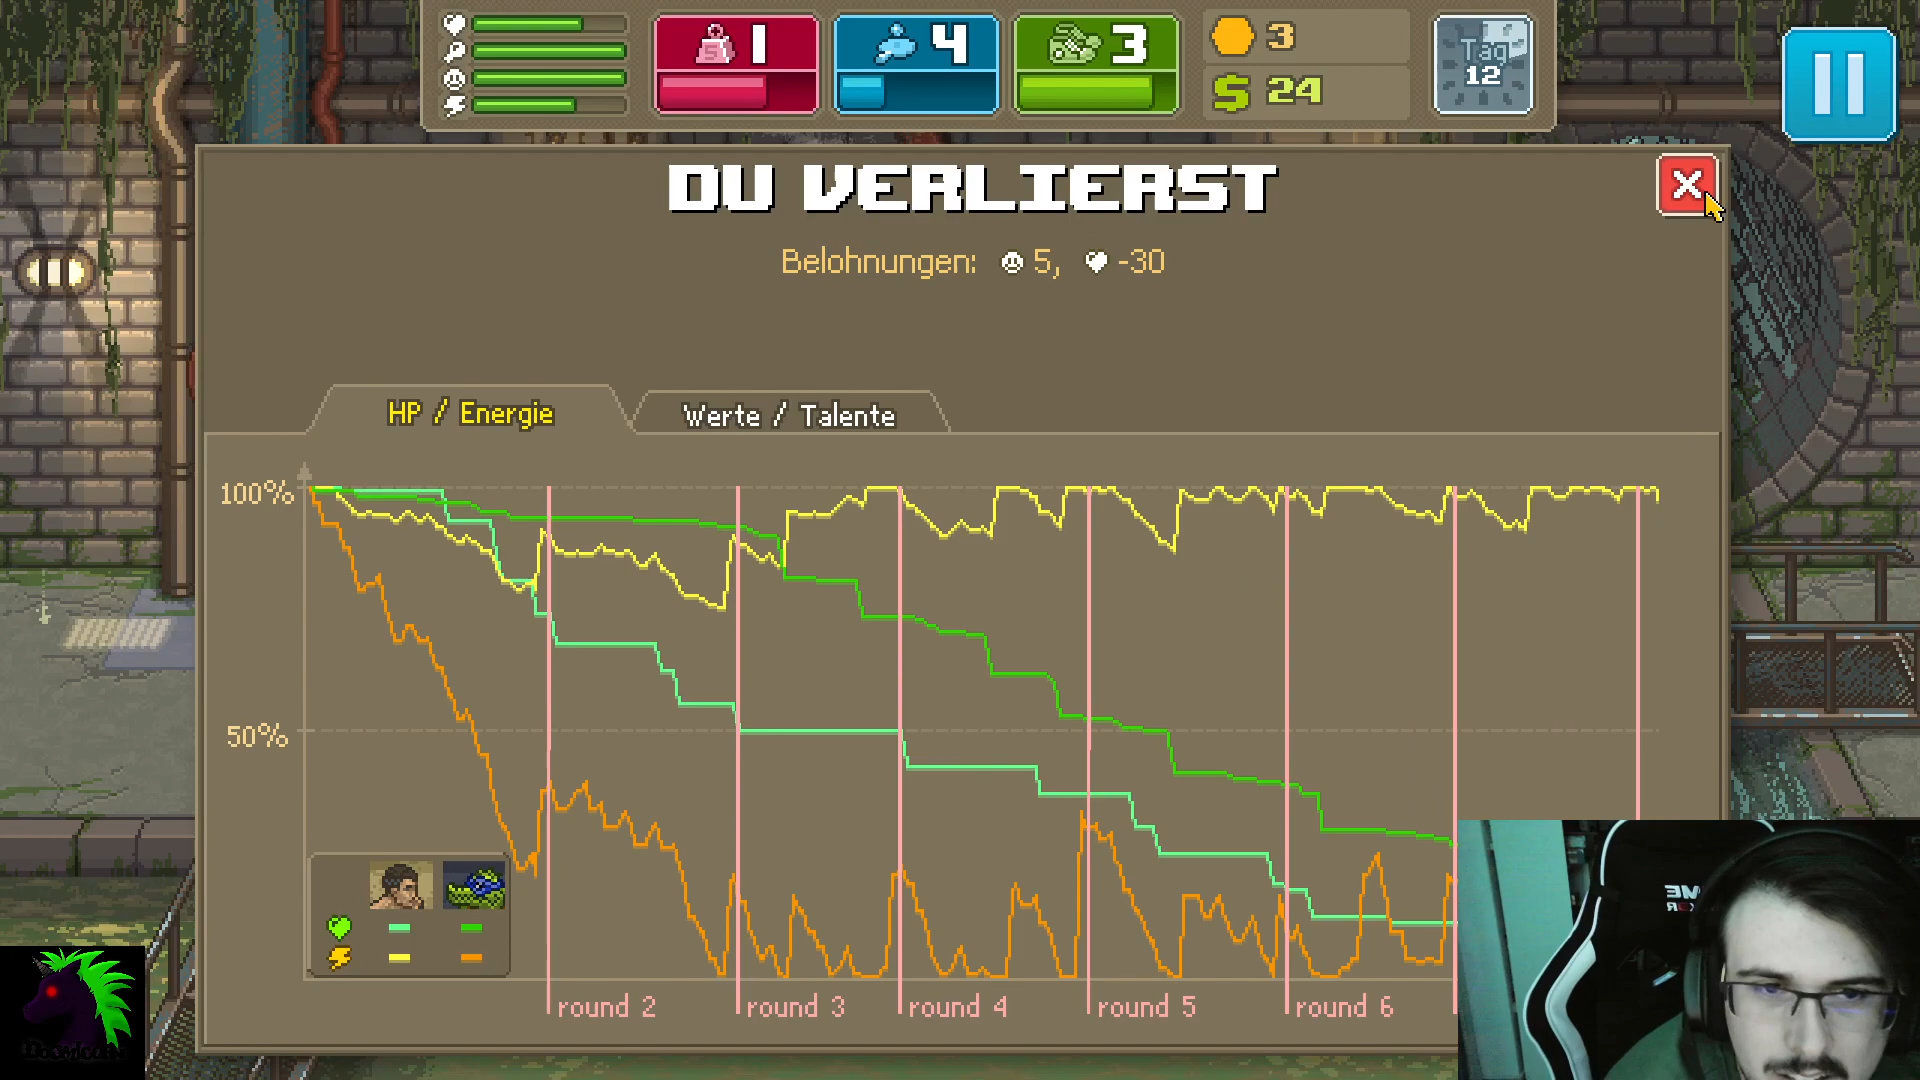 1
4
3
3
24
Tag
12
DU VERLIERST
Belohnungen: 5, -30
HP / Energie
Werte / Talente
100%
50%
round 2
round 3
round 4
round 5
round 6